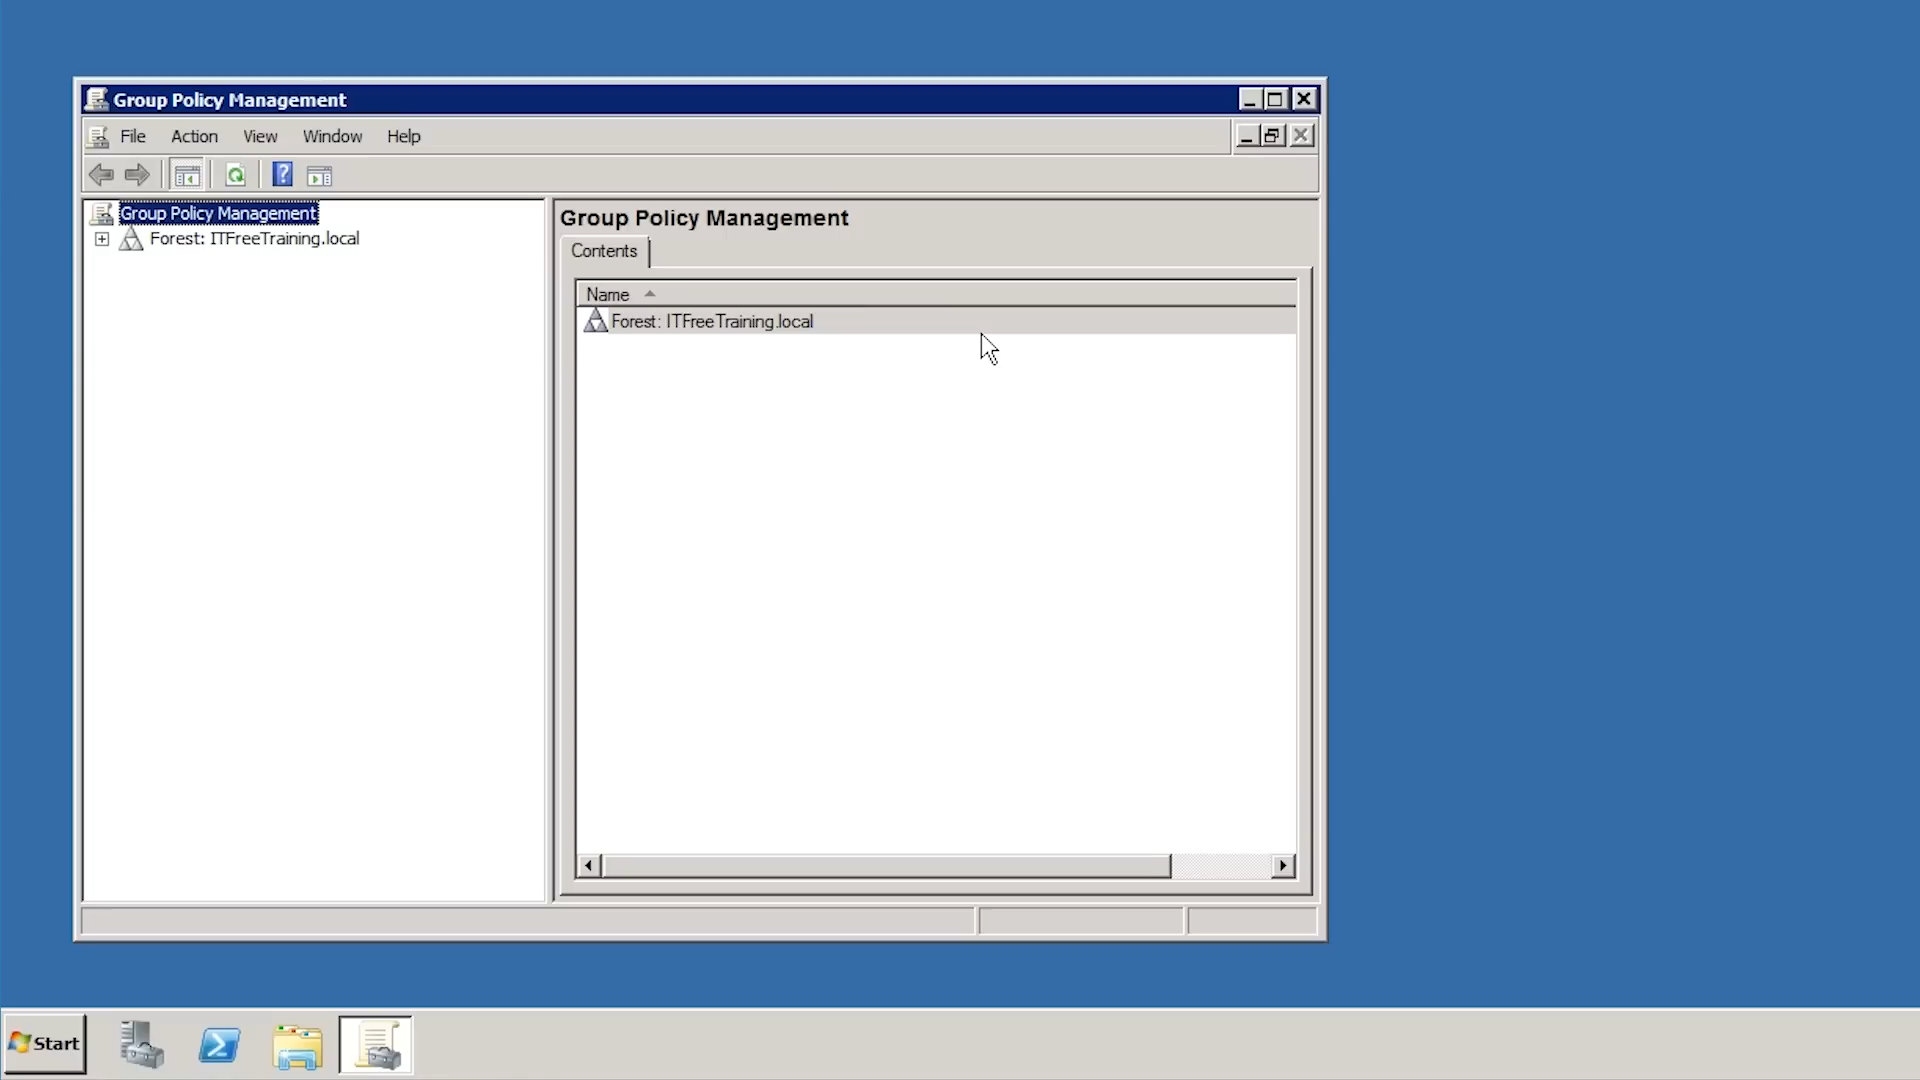 Group Policy Management
File Action View Window Help
Group Policy Management
Forest: ITFreeTraining.local
Group Policy Management
Contents
Name
Forest: ITFreeTraining.local
Start